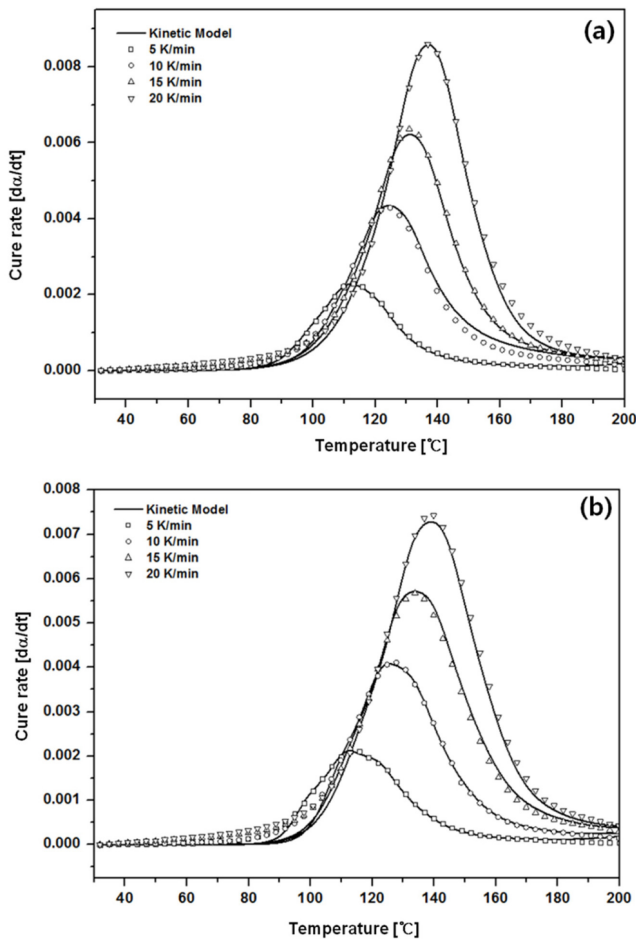 (a)
Kinetic Model
5 K/min
10 K/min
15 K/min
20 K/min
Cure rate [dα/dt]
0.008
0.006
0.004
0.002
0.000
40 60 80 100 120 140 160 180 200
Temperature [℃]
(b)
Kinetic Model
5 K/min
10 K/min
15 K/min
20 K/min
Cure rate [dα/dt]
0.008
0.007
0.006
0.005
0.004
0.003
0.002
0.001
0.000
40 60 80 100 120 140 160 180 200
Temperature [℃]